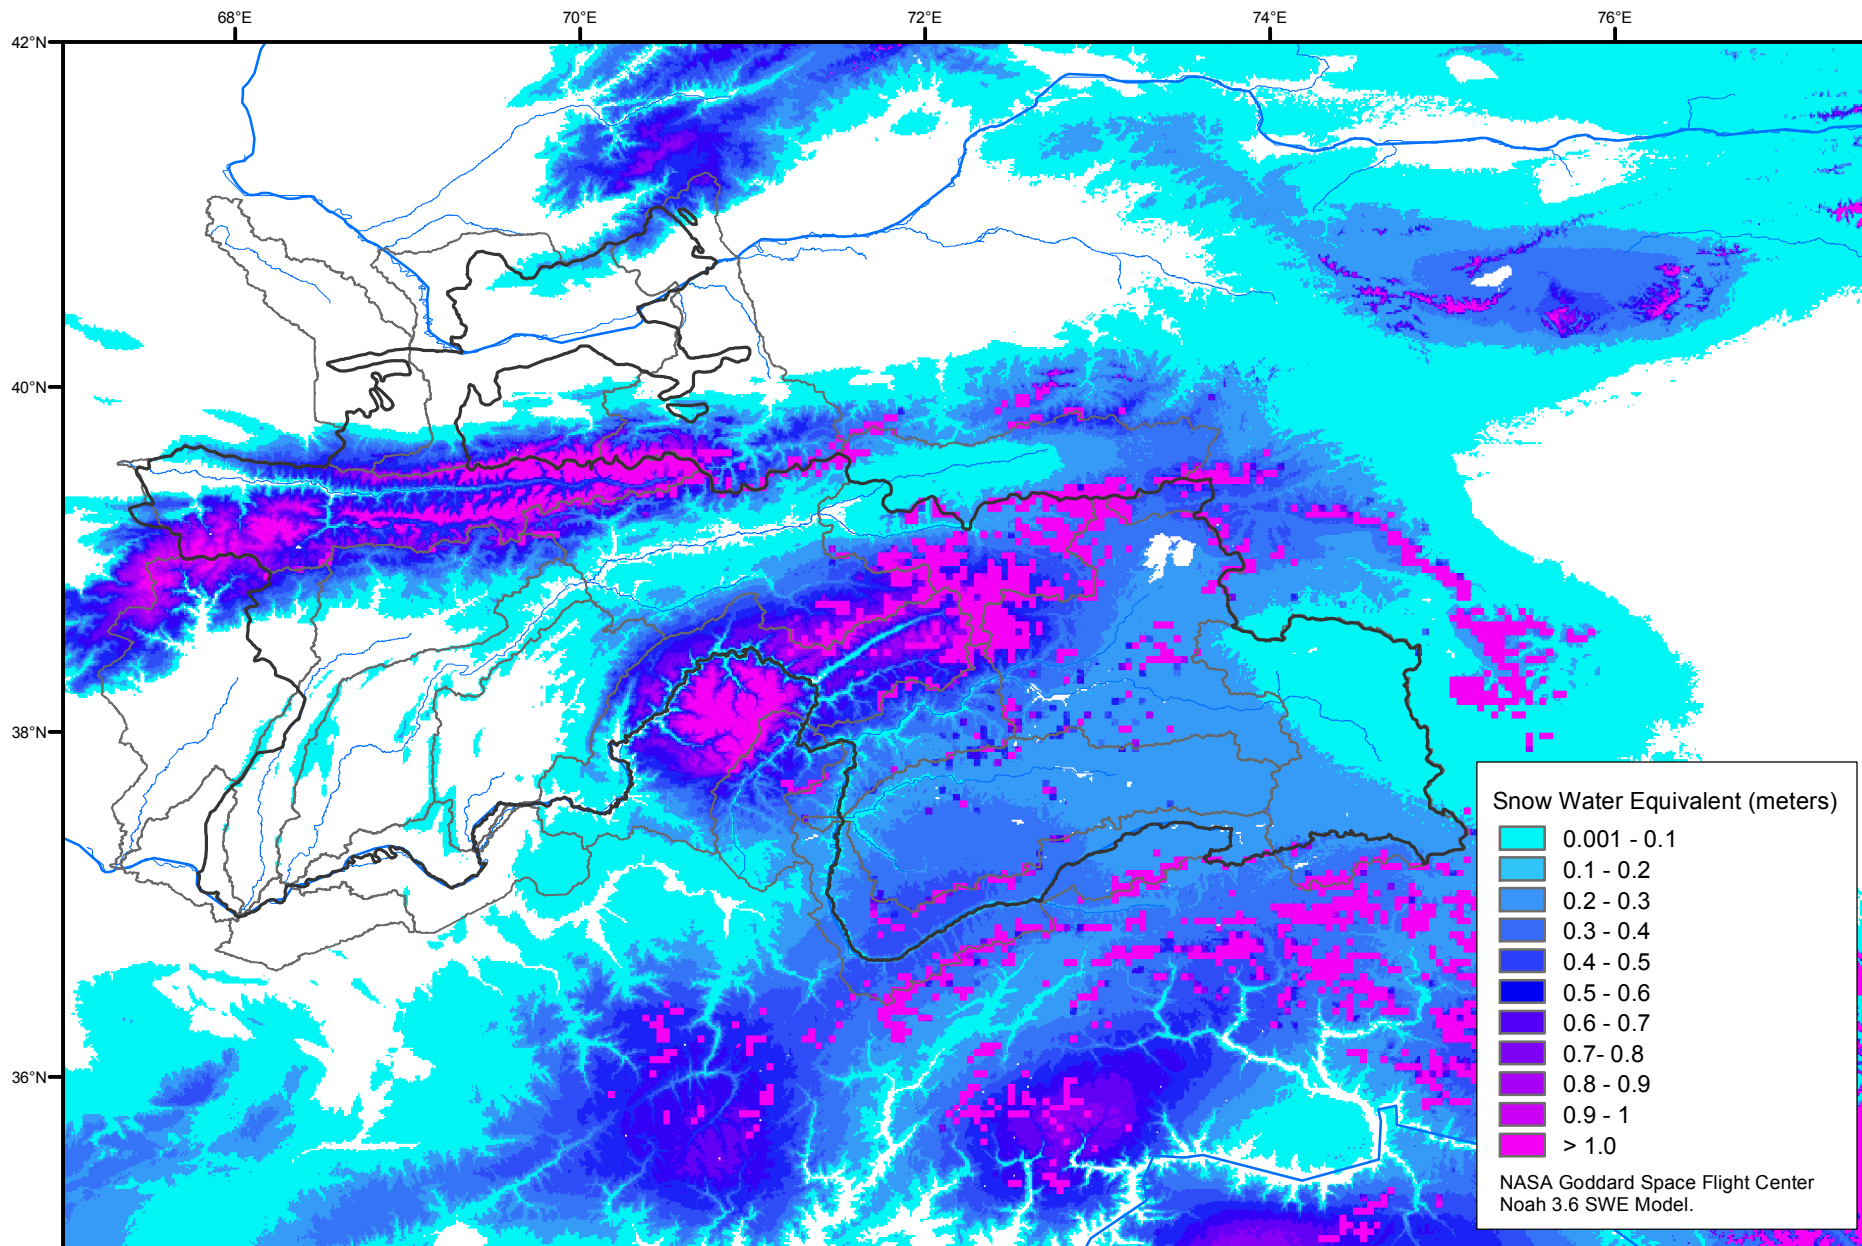 68°E
70°E
72°E
74°E
76°E
42°N
40°N
38°N
36°N
Snow Water Equivalent (meters)
0.001 - 0.1
0.1 - 0.2
0.2 - 0.3
0.3 - 0.4
0.4 - 0.5
0.5 - 0.6
0.6 - 0.7
0.7- 0.8
0.8 - 0.9
0.9 - 1
> 1.0
NASA Goddard Space Flight Center
Noah 3.6 SWE Model.